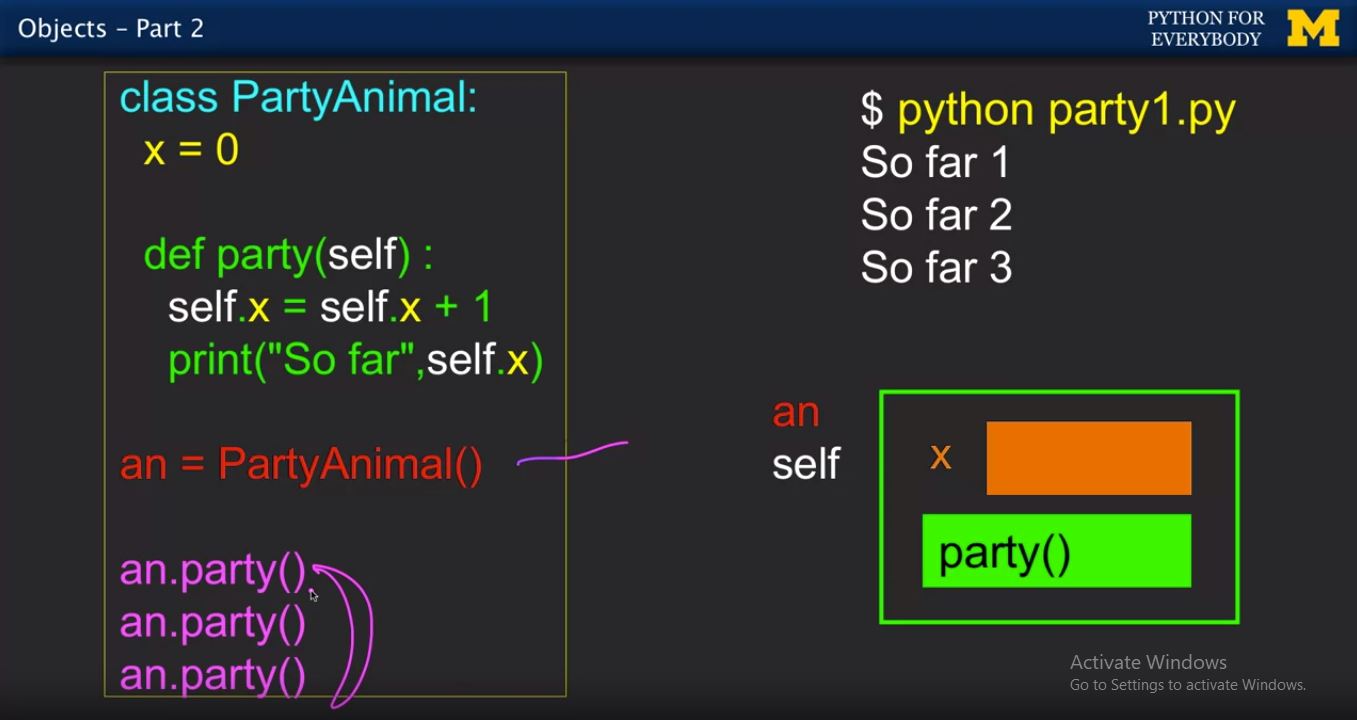 Objects – Part 2
PYTHON FOR
EVERYBODY
M
class PartyAnimal:
x = 0
def party(self) :
self.x = self.x + 1
print("So far",self.x)
an = PartyAnimal()
an.party()
an.party()
an.party()
$ python party1.py
So far 1
So far 2
So far 3
an
self
x
party()
Activate Windows
Go to Settings to activate Windows.